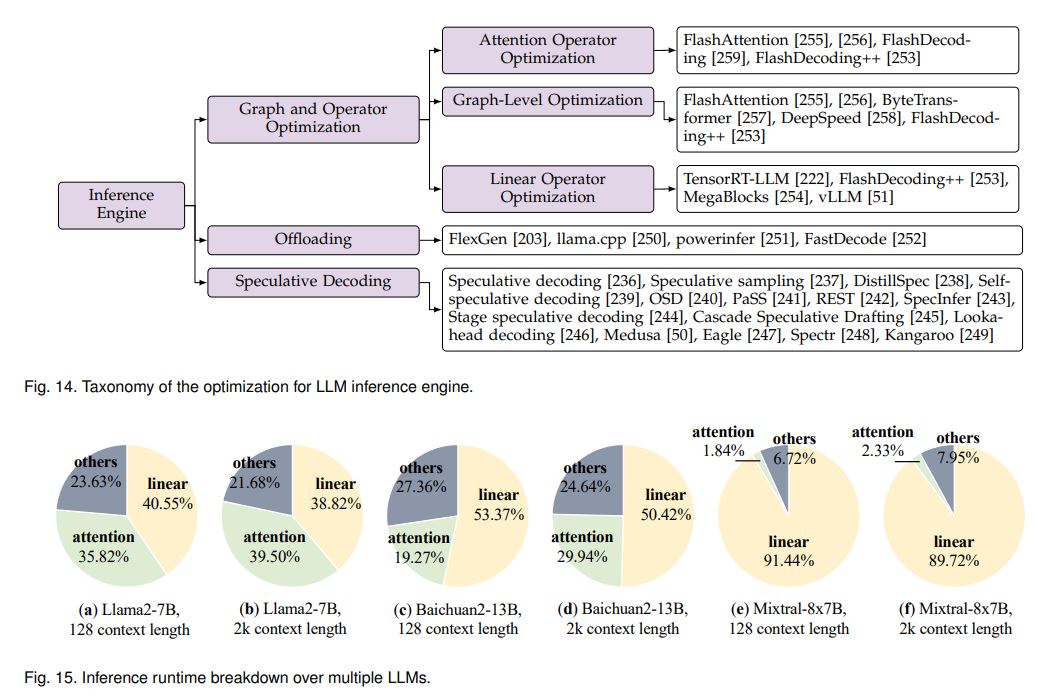 Inference
Engine
Graph and Operator
Optimization
Attention Operator
Optimization
FlashAttention [255], [256], FlashDecod-
ing [259], FlashDecoding++ [253]
Graph-Level Optimization
FlashAttention [255], [256], ByteTrans-
former [257], DeepSpeed [258], FlashDecod-
ing++ [253]
Linear Operator
Optimization
TensorRT-LLM [222], FlashDecoding++ [253],
MegaBlocks [254], vLLM [51]
Offloading
FlexGen [203], llama.cpp [250], powerinfer [251], FastDecode [252]
Speculative Decoding
Speculative decoding [236], Speculative sampling [237], DistillSpec [238], Self-
speculative decoding [239], OSD [240], PaSS [241], REST [242], SpecInfer [243],
Stage speculative decoding [244], Cascade Speculative Drafting [245], Looka-
head decoding [246], Medusa [50], Eagle [247], Spectr [248], Kangaroo [249]
Fig. 14. Taxonomy of the optimization for LLM inference engine.
others
23.63%
linear
40.55%
attention
35.82%
(a) Llama2-7B,
128 context length
others
21.68%
linear
38.82%
attention
39.50%
(b) Llama2-7B,
2k context length
others
27.36%
linear
53.37%
attention
19.27%
(c) Baichuan2-13B,
128 context length
others
24.64%
linear
50.42%
attention
29.94%
(d) Baichuan2-13B,
2k context length
attention
1.84%
others
6.72%
linear
91.44%
(e) Mixtral-8x7B,
128 context length
attention
2.33%
others
7.95%
linear
89.72%
(f) Mixtral-8x7B,
2k context length
Fig. 15. Inference runtime breakdown over multiple LLMs.